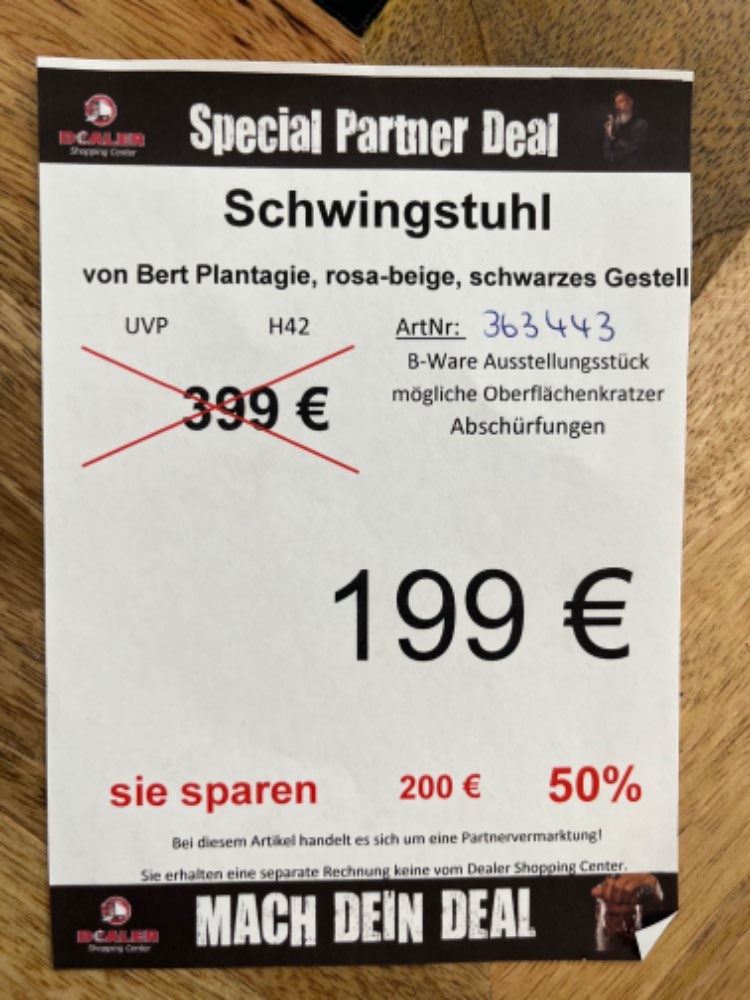 DEALER
Shopping Center
Special Partner Deal
Schwingstuhl
von Bert Plantagie, rosa-beige, schwarzes Gestell
UVP H42 ArtNr: 363443
B-Ware Ausstellungsstück
399 € mögliche Oberflächenkratzer
Abschürfungen
199 €
sie sparen 200 € 50%
Bei diesem Artikel handelt es sich um eine Partnervermarktung!
Sie erhalten eine separate Rechnung keine vom Dealer Shopping Center.
DEALER
Shopping Center
MACH DEIN DEAL